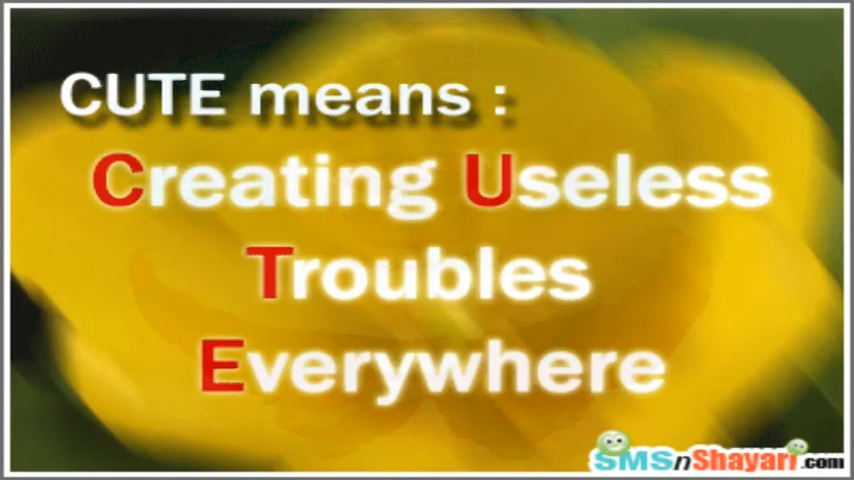 CUTE means :
Creating Useless
Troubles
Everywhere
SMSnShayari.com